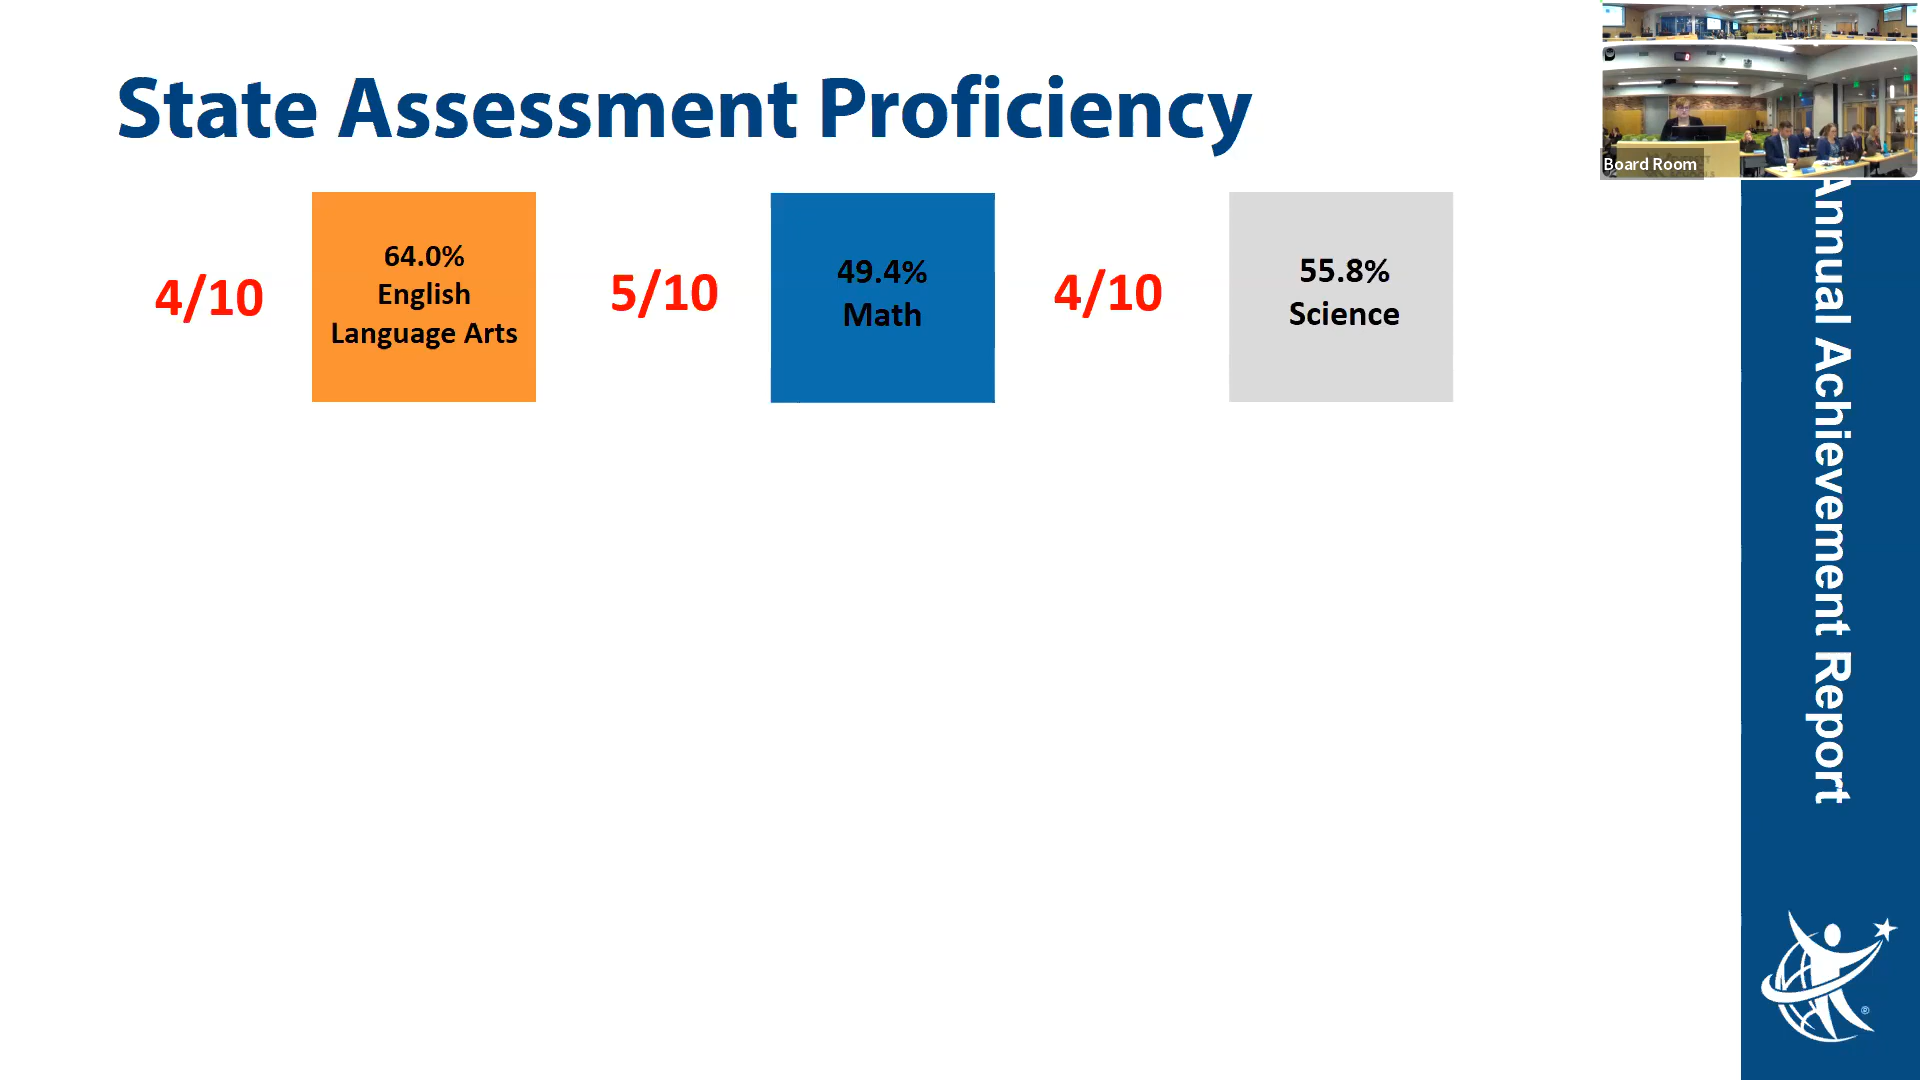 State Assessment Proficiency
4/10
64.0%
English
Language Arts
5/10
49.4%
Math
4/10
55.8%
Science
Board Room
Annual Achievement Report
®